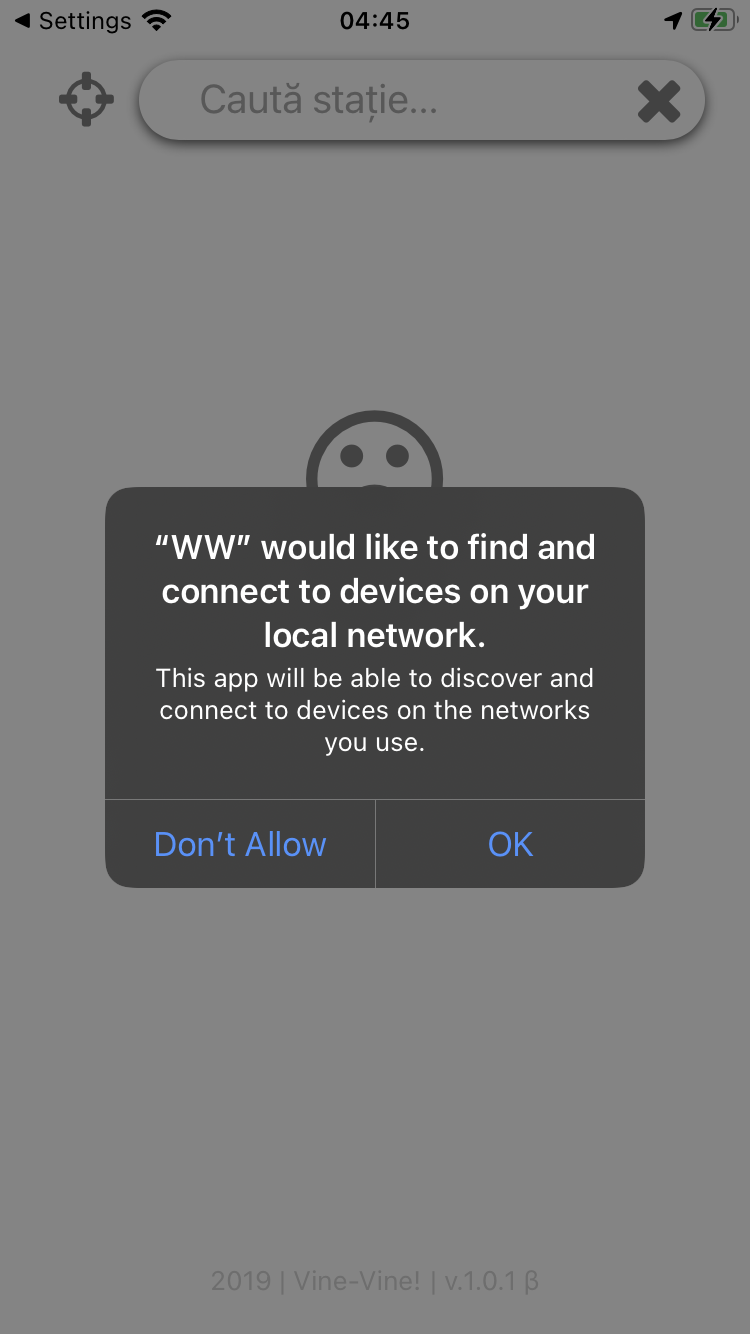 Settings
04:45
Caută stație...
“WW” would like to find and
connect to devices on your
local network.
This app will be able to discover and
connect to devices on the networks
you use.
Don’t Allow
OK
2019 | Vine-Vine! | v.1.0.1 β